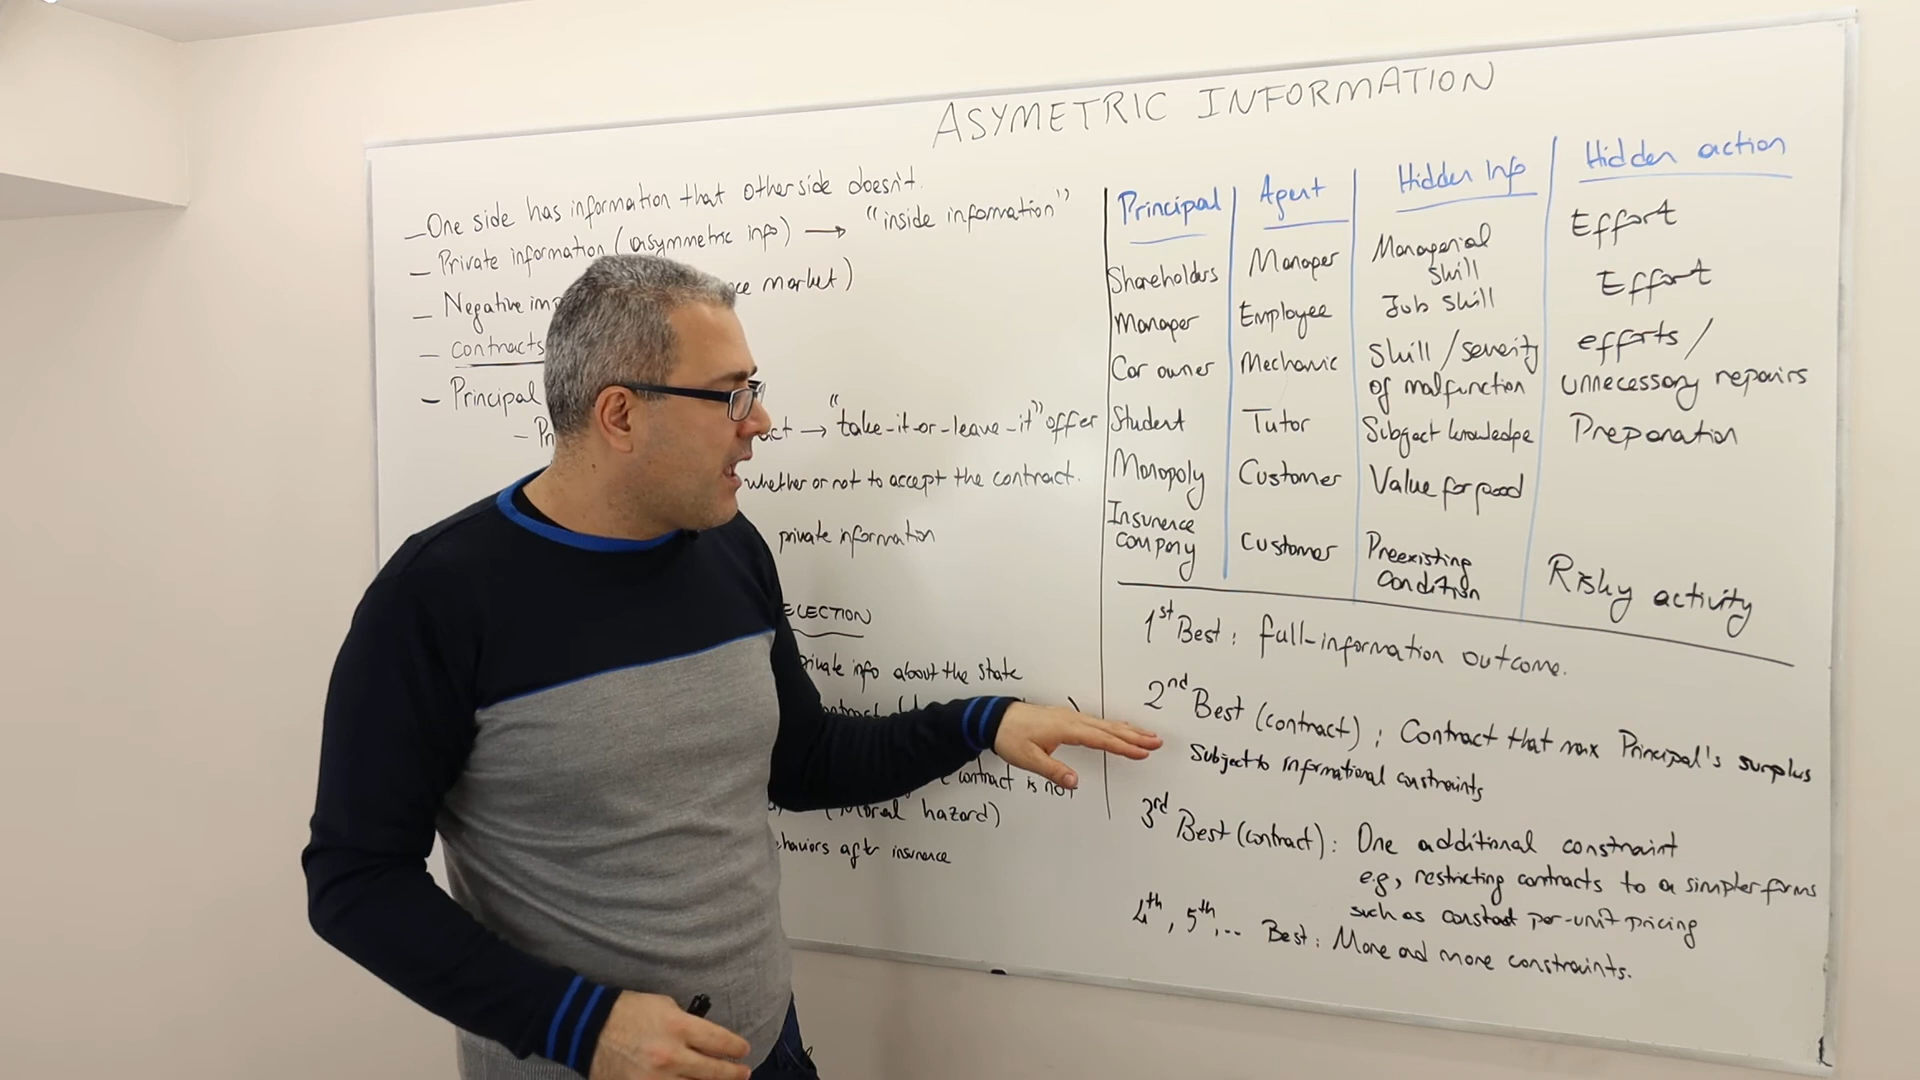 ASYMETRIC INFORMATION
— One side has information that other side doesn't.
— Private information (asymmetric info) → "inside information"
— Negative ce market)
— contracts
— Principal
→ "take-it-or-leave-it" offer
whether or not to accept the contract.
private information
ELECTION
private info about the state
contract is not
(Moral hazard)
after insurence
Principal Agent Hidden Info Hidden action
Shareholders Manager Managerial skill Effort
Manager Employee Job skill Effort
Car owner Mechanic Skill / severity of malfunction efforts / unnecessary repairs
Student Tutor Subject knowledge Preparation
Monopoly Customer Value for good
Insurence company Customer Preexisting condition Risky activity
1st Best: full-information outcome.
2nd Best (contract); Contract that max Principal's surplus
Subject to informational constraints
3rd Best (contract): One additional constraint
e.g, restricting contracts to a simpler forms
such as constant per-unit pricing
4th, 5th,.. Best: More and more constraints.